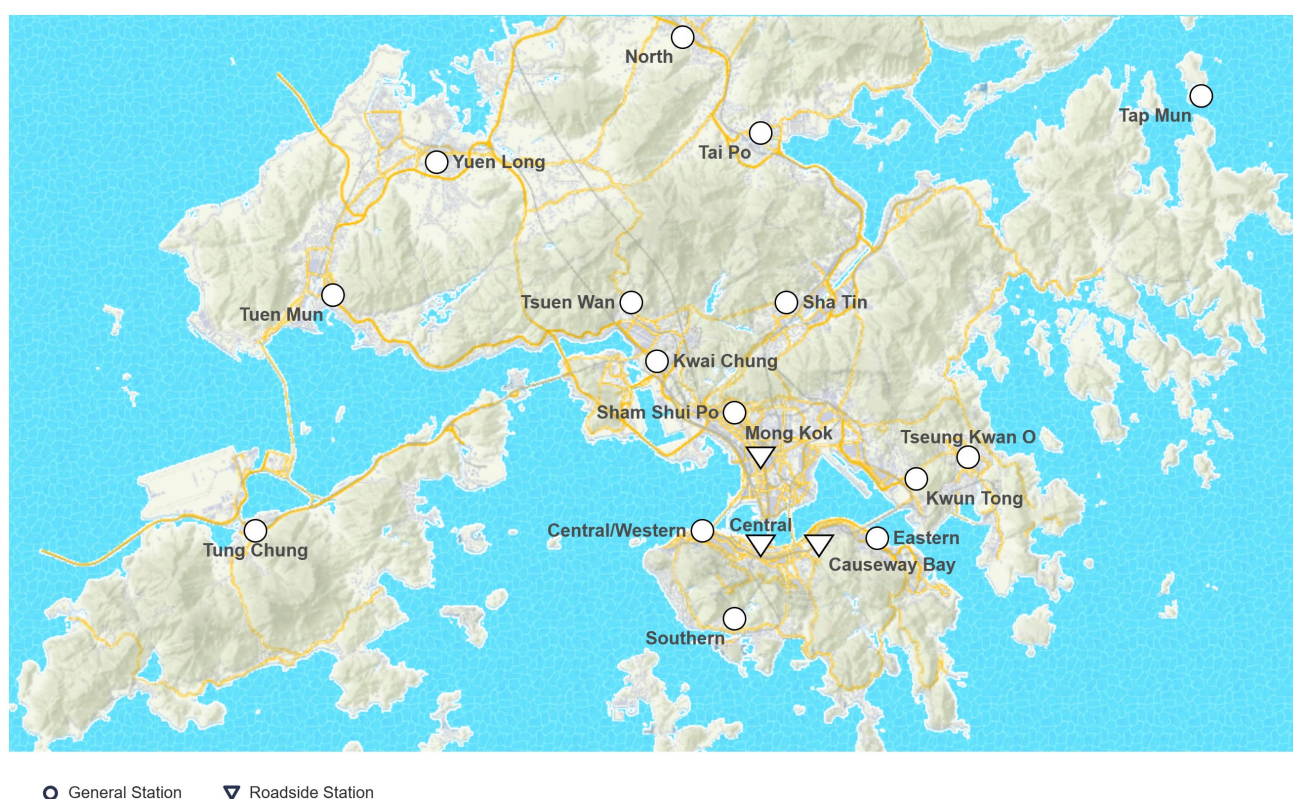 North
Tap Mun
Tai Po
Yuen Long
Tsuen Wan
Sha Tin
Tuen Mun
Kwai Chung
Sham Shui Po
Mong Kok
Tseung Kwan O
Kwun Tong
Central/Western
Central
Eastern
Tung Chung
Causeway Bay
Southern
General Station
Roadside Station